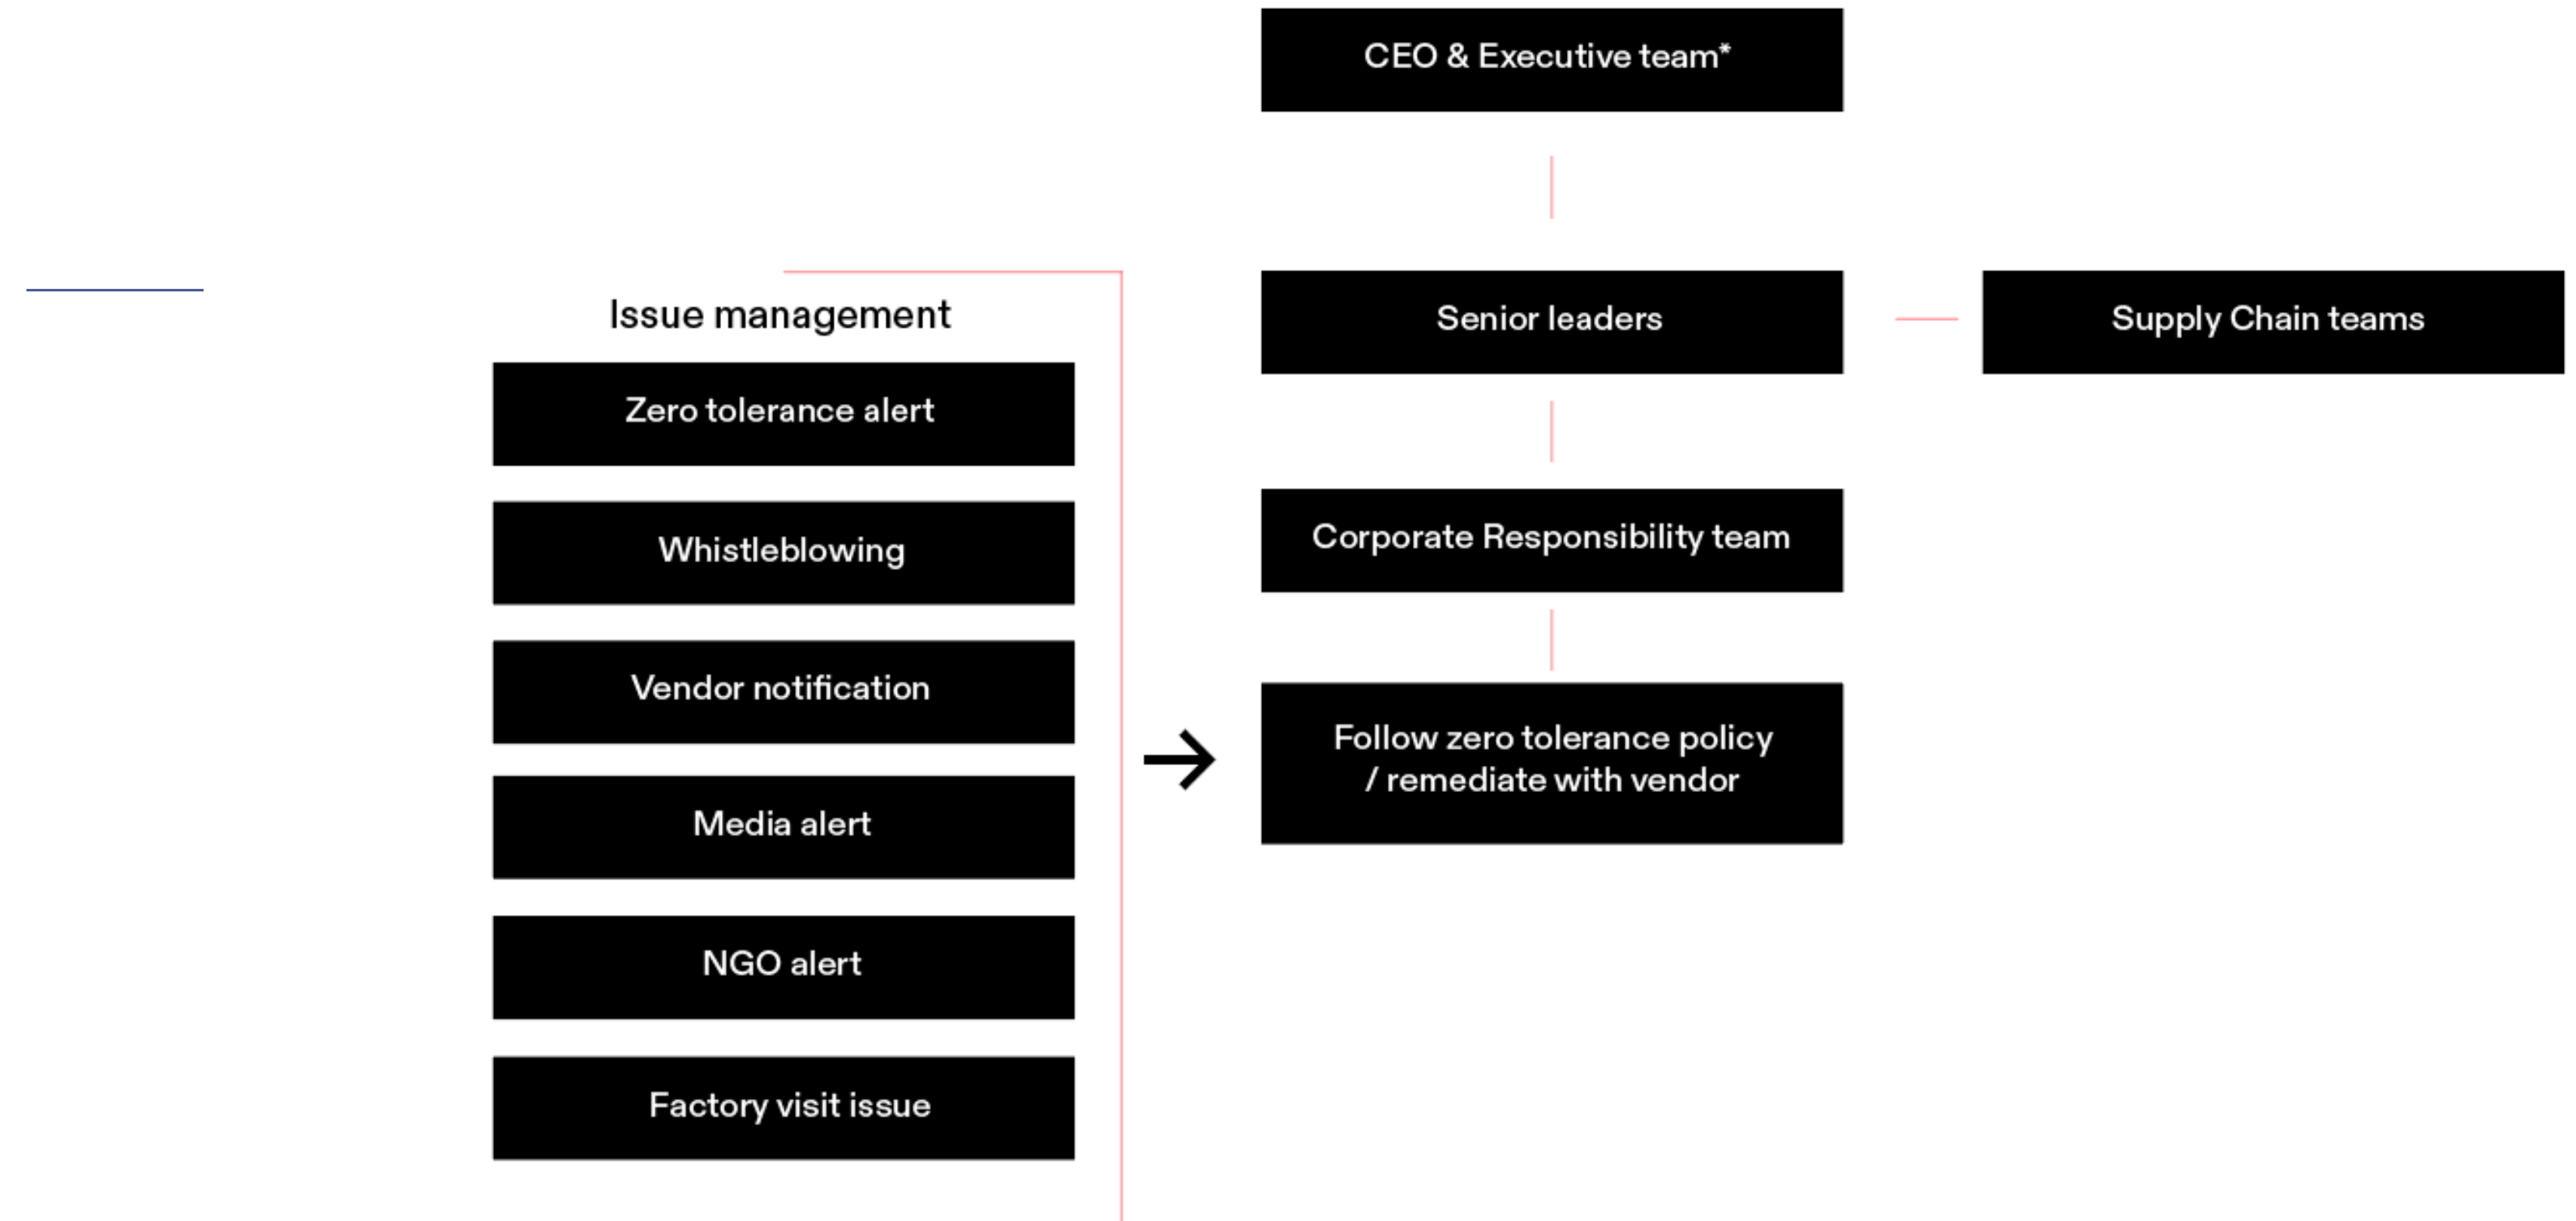 CEO & Executive team*
Senior leaders
Supply Chain teams
Issue management
Zero tolerance alert
Whistleblowing
Vendor notification
Media alert
NGO alert
Factory visit issue
Corporate Responsibility team
Follow zero tolerance policy
/ remediate with vendor